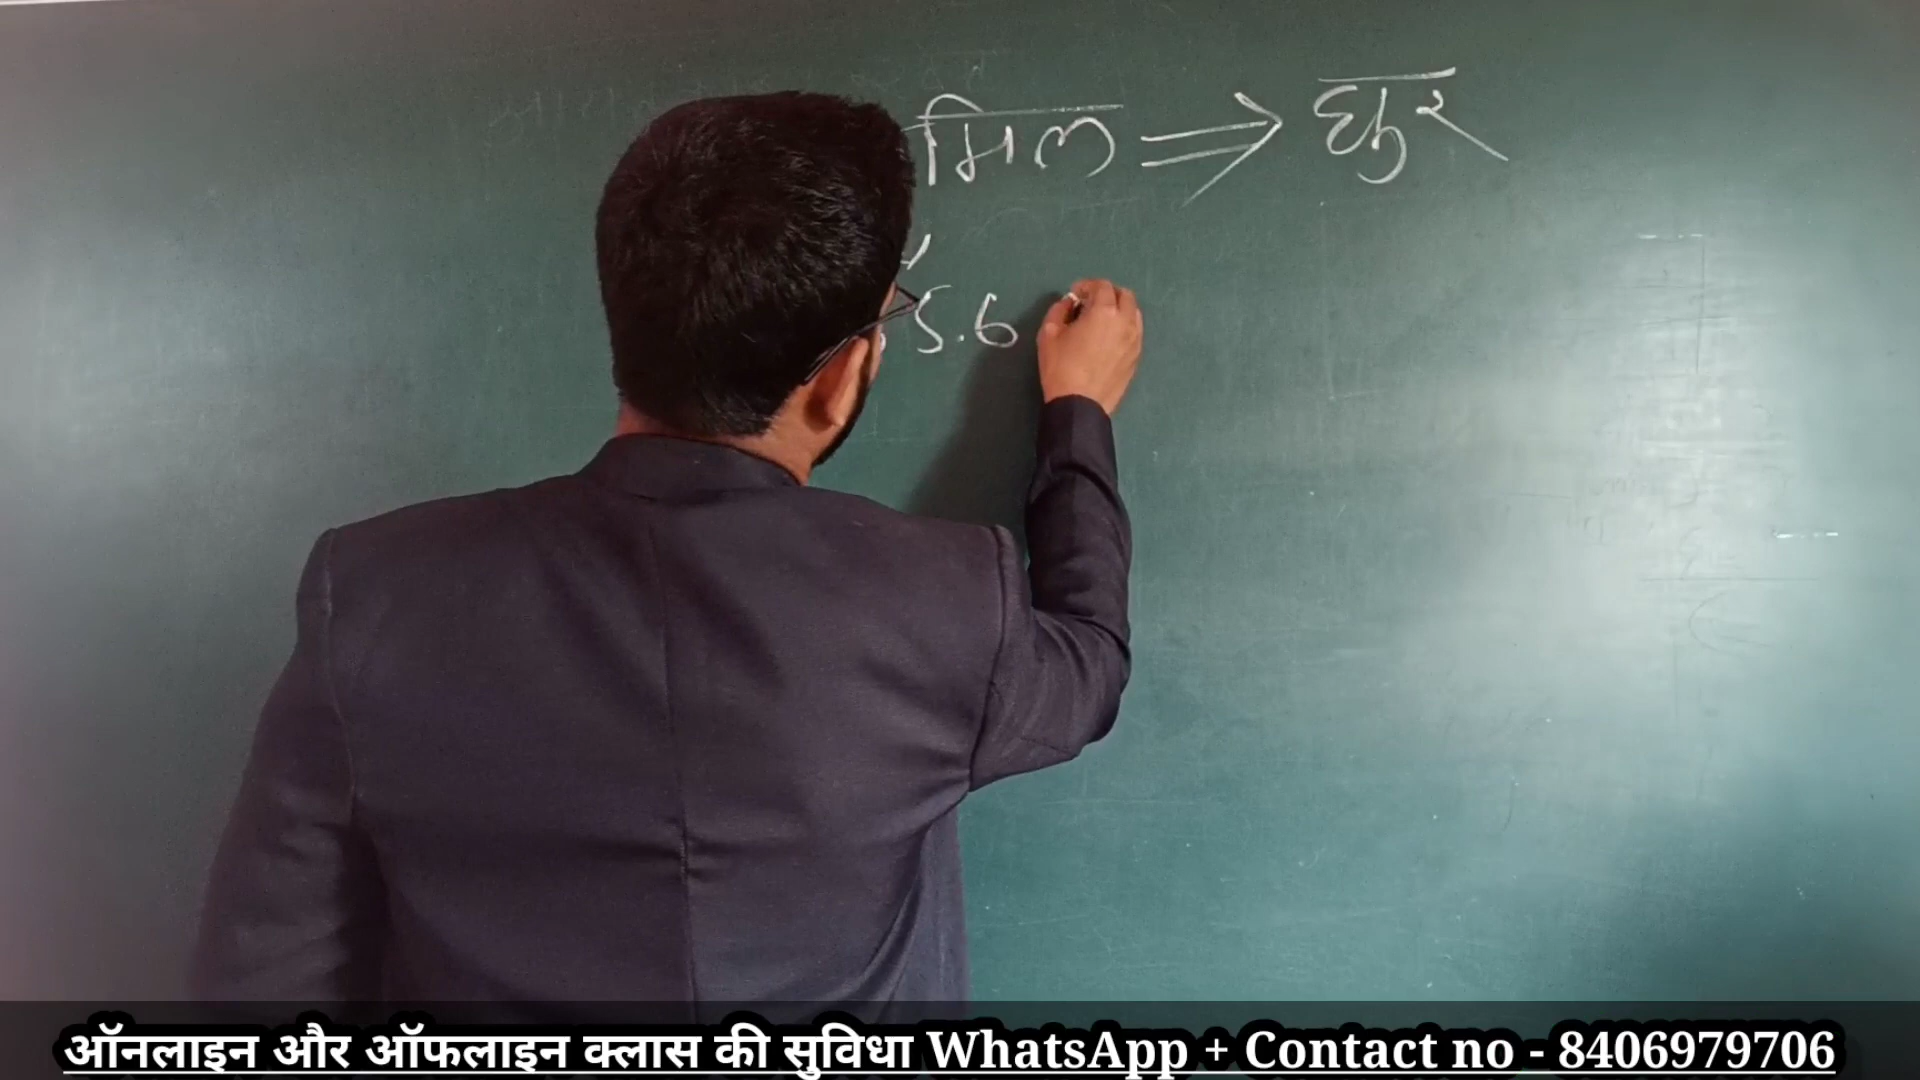 मिल ⇒ धुर
5.6
ऑनलाइन और ऑफलाइन क्लास की सुविधा WhatsApp + Contact no - 8406979706